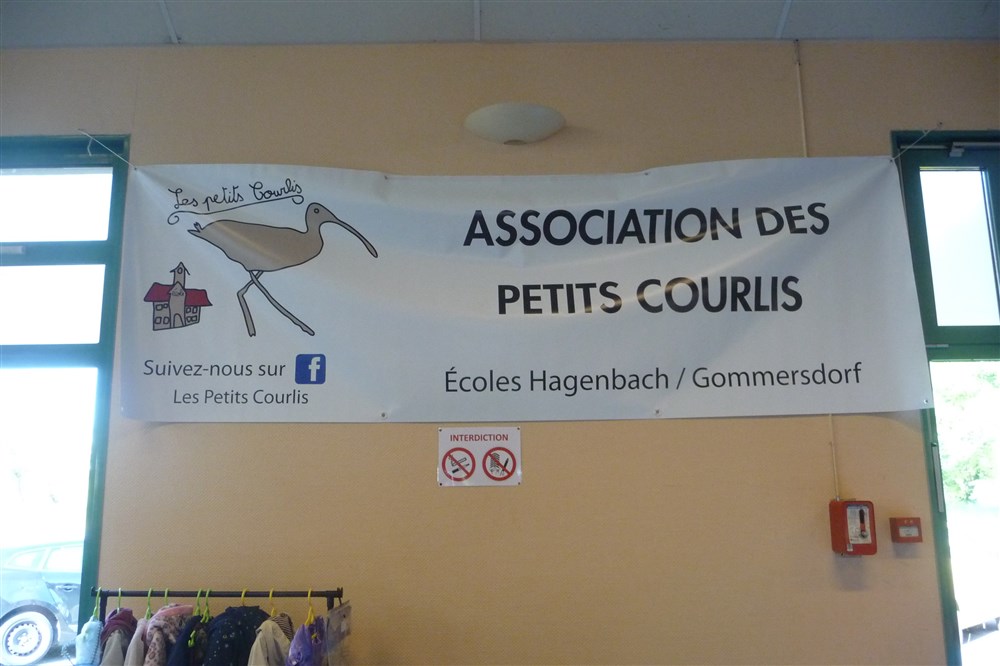 Les petits Courlis
ASSOCIATION DES
PETITS COURLIS
Suivez-nous sur f
Les Petits Courlis
Écoles Hagenbach / Gommersdorf
INTERDICTION